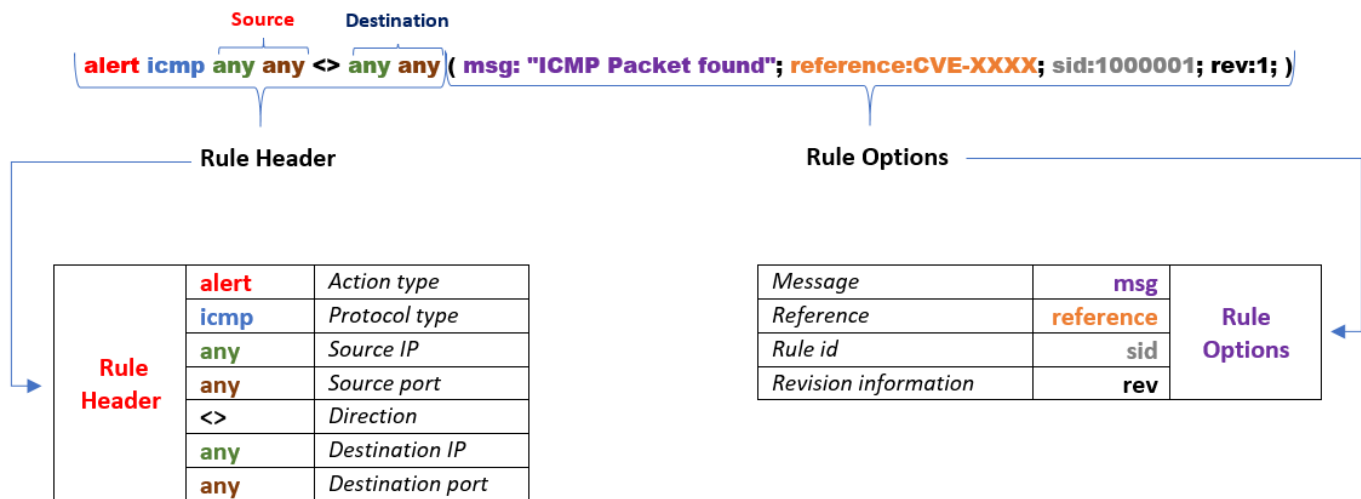 Source Destination
alert icmp any any <> any any ( msg: "ICMP Packet found"; reference:CVE-XXXX; sid:1000001; rev:1; )
Rule Header
Rule Options
Rule Header
alert Action type
icmp Protocol type
any Source IP
any Source port
<> Direction
any Destination IP
any Destination port
Message msg
Reference reference
Rule id sid
Revision information rev
Rule
Options